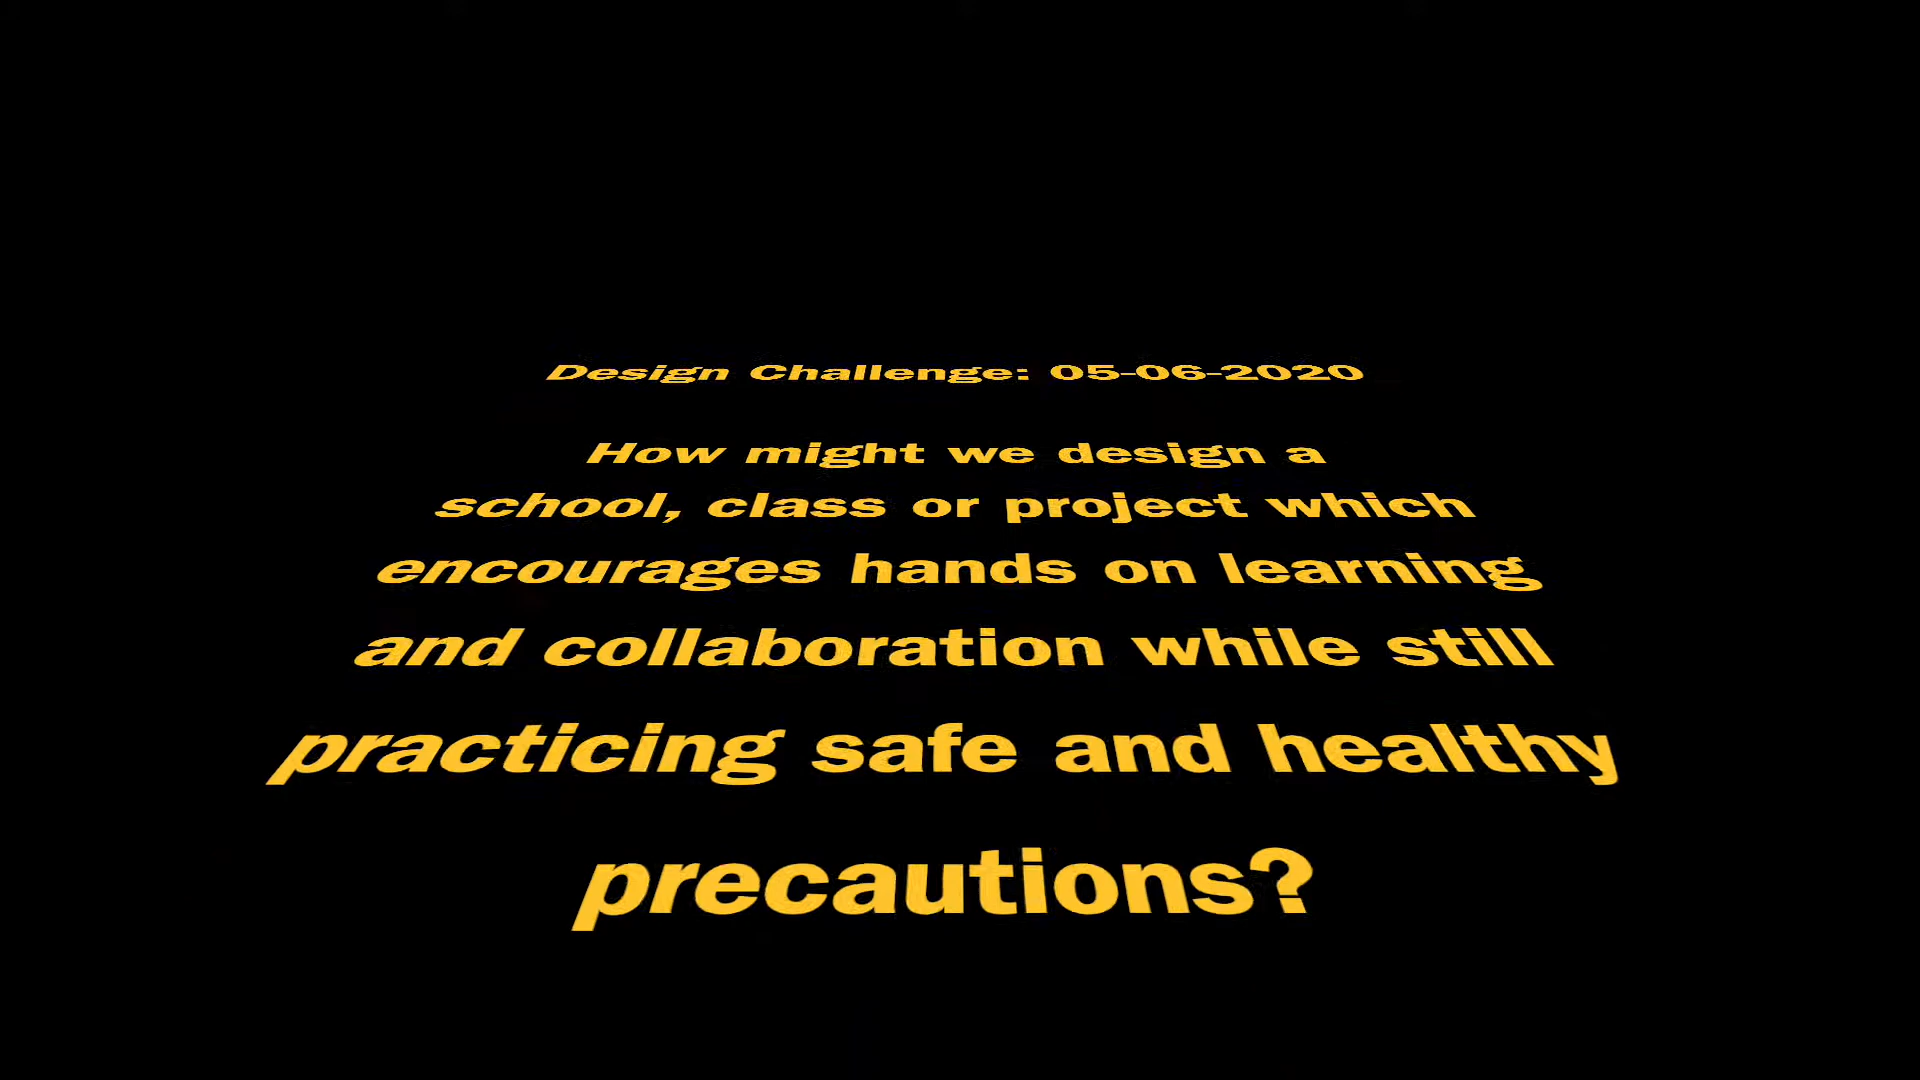 Design Challenge: 05-06-2020
How might we design a
school, class or project which
encourages hands on learning
and collaboration while still
practicing safe and healthy
precautions?